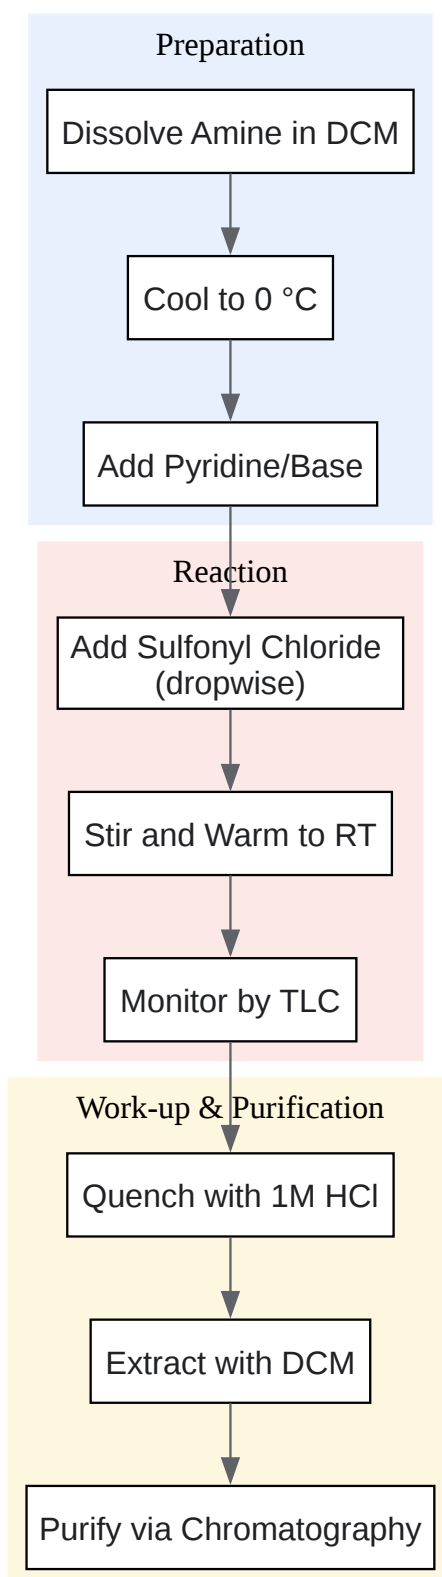 Preparation
Dissolve Amine in DCM
Cool to 0 °C
Add Pyridine/Base
Reaction
Add Sulfonyl Chloride
(dropwise)
Stir and Warm to RT
Monitor by TLC
Work-up & Purification
Quench with 1M HCl
Extract with DCM
Purify via Chromatography